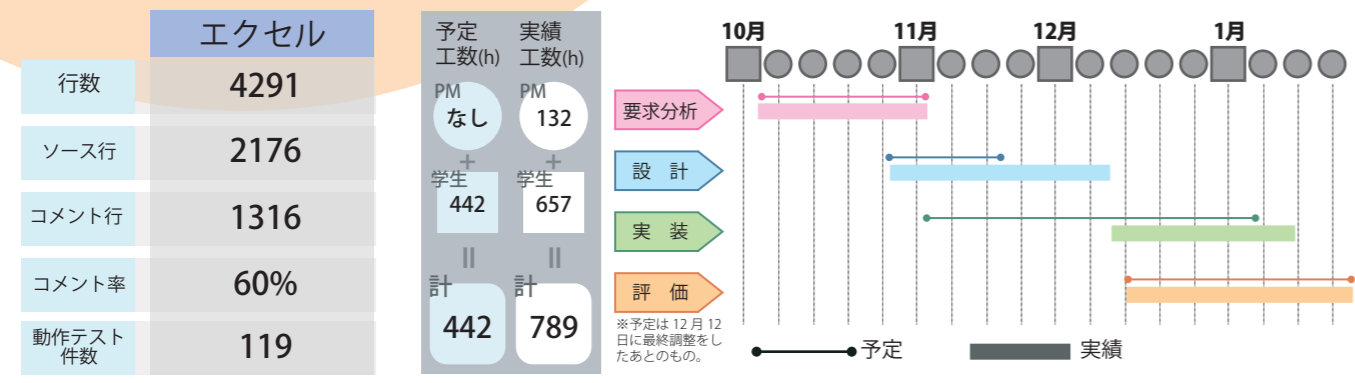 エクセル
行数
4291
ソース行
2176
コメント行
1316
コメント率
60%
動作テスト
件数
119
予定
工数(h)
実績
工数(h)
PM
なし
PM
132
+
+
学生
442
学生
657
=
=
計
442
計
789
10月
11月
12月
1月
要求分析
設 計
実 装
評 価
※予定は 12 月 12
日に最終調整をし
たあとのもの。
予定
実績